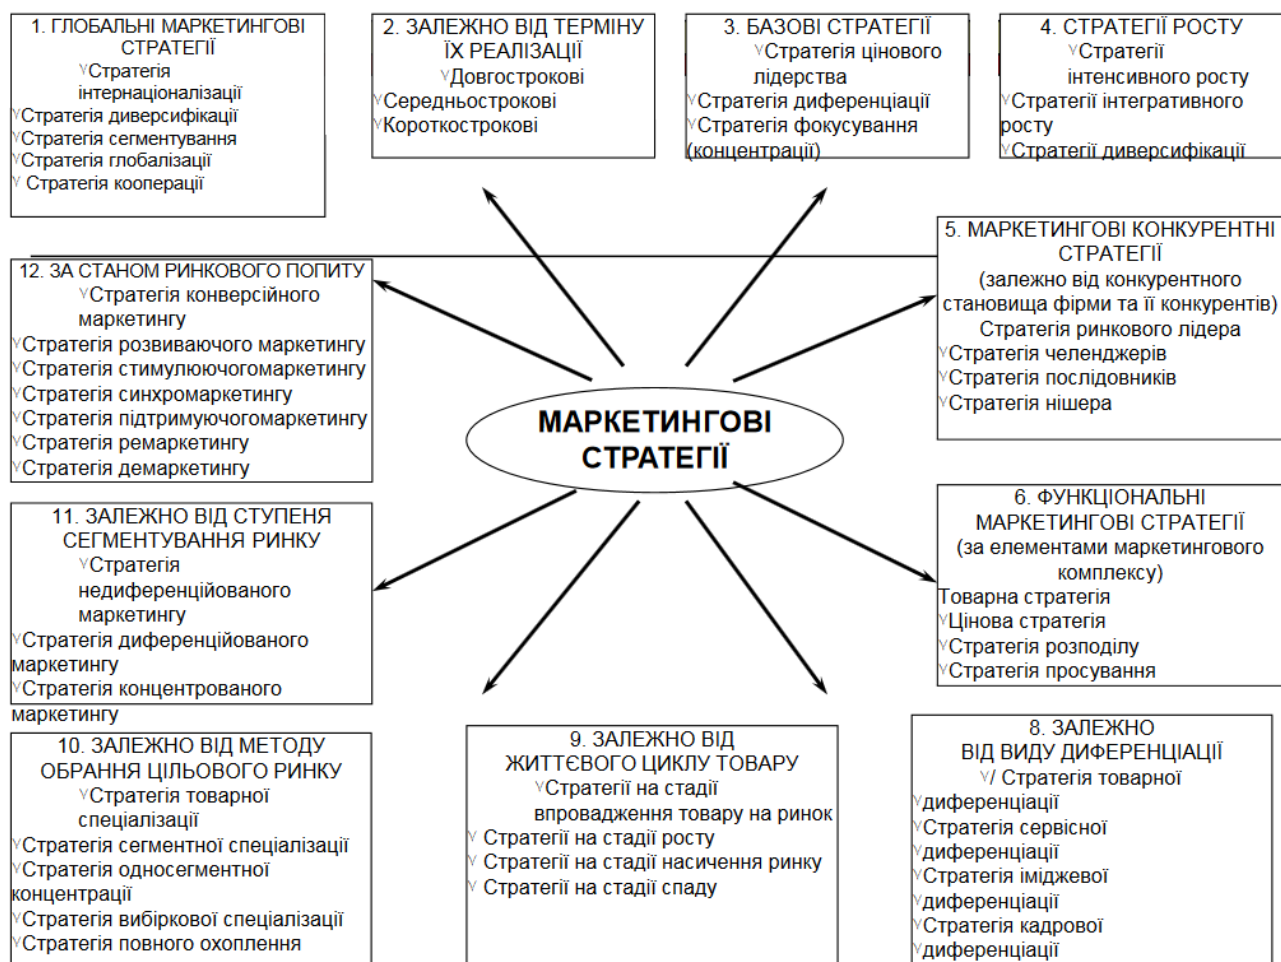 1. ГЛОБАЛЬНІ МАРКЕТИНГОВІ
СТРАТЕГІЇ
Стратегія
інтернаціоналізації
Стратегія диверсифікації
Стратегія сегментування
Стратегія глобалізації
Стратегія кооперації
2. ЗАЛЕЖНО ВІД ТЕРМІНУ
ЇХ РЕАЛІЗАЦІЇ
Довгострокові
Середньострокові
Короткострокові
3. БАЗОВІ СТРАТЕГІЇ
Стратегія цінового
лідерства
Стратегія диференціації
Стратегія фокусування
(концентрації)
4. СТРАТЕГІЇ РОСТУ
Стратегії
інтенсивного росту
Стратегії інтегративного
росту
Стратегії диверсифікації
5. МАРКЕТИНГОВІ КОНКУРЕНТНІ
СТРАТЕГІЇ
(залежно від конкурентного
становища фірми та її конкурентів)
Стратегія ринкового лідера
Стратегія челенджерів
Стратегія послідовників
Стратегія нішера
12. ЗА СТАНОМ РИНКОВОГО ПОПИТУ
Стратегія конверсійного
маркетингу
Стратегія розвиваючого маркетингу
Стратегія стимулюючогомаркетингу
Стратегія синхромаркетингу
Стратегія підтримуючогомаркетингу
Стратегія ремаркетингу
Стратегія демаркетингу
МАРКЕТИНГОВІ
СТРАТЕГІЇ
6. ФУНКЦІОНАЛЬНІ
МАРКЕТИНГОВІ СТРАТЕГІЇ
(за елементами маркетингового
комплексу)
Товарна стратегія
Цінова стратегія
Стратегія розподілу
Стратегія просування
11. ЗАЛЕЖНО ВІД СТУПЕНЯ
СЕГМЕНТУВАННЯ РИНКУ
Стратегія
недиференційованого
маркетингу
Стратегія диференційованого
маркетингу
Стратегія концентрованого
маркетингу
10. ЗАЛЕЖНО ВІД МЕТОДУ
ОБРАННЯ ЦІЛЬОВОГО РИНКУ
Стратегія товарної
спеціалізації
Стратегія сегментної спеціалізації
Стратегія односегментної
концентрації
Стратегія вибіркової спеціалізації
Стратегія повного охоплення
9. ЗАЛЕЖНО ВІД
ЖИТТЄВОГО ЦИКЛУ ТОВАРУ
Стратегії на стадії
впровадження товару на ринок
Стратегії на стадії росту
Стратегії на стадії насичення ринку
Стратегії на стадії спаду
8. ЗАЛЕЖНО
ВІД ВИДУ ДИФЕРЕНЦІАЦІЇ
/ Стратегія товарної
диференціації
Стратегія сервісної
диференціації
Стратегія іміджевої
диференціації
Стратегія кадрової
диференціації